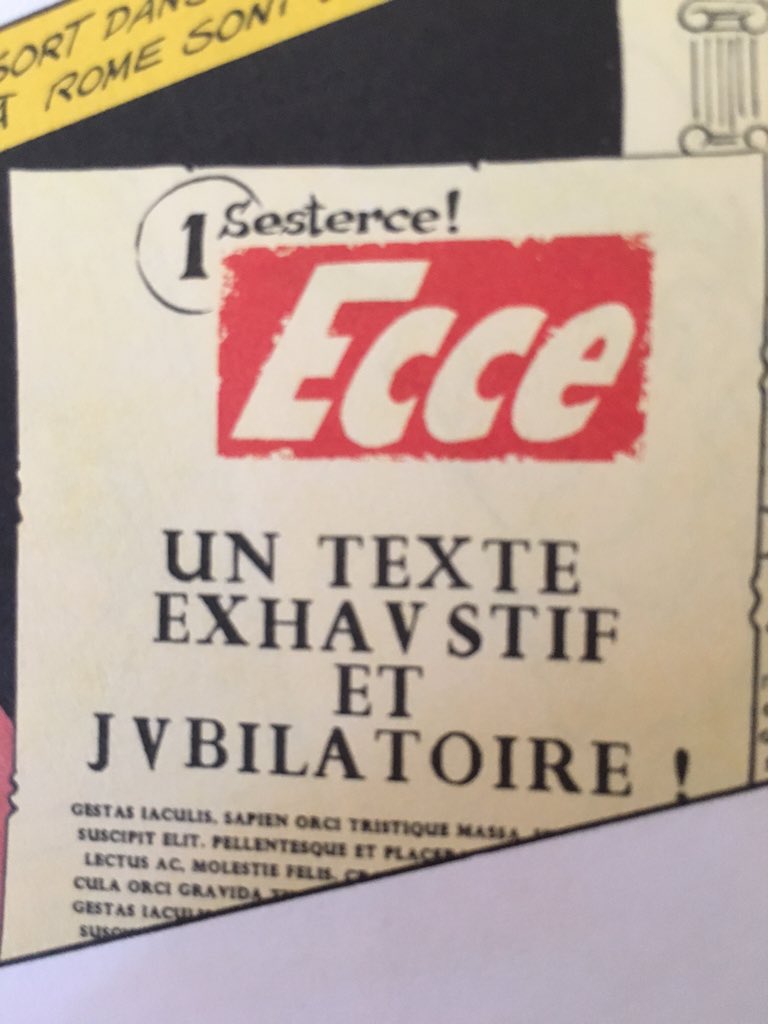 SORT DANS
ROME SONT
1 Sesterce!
Ecce
UN TEXTE
EXHAVSTIF
ET
JVBILATOIRE !
GESTAS IACULIS. SAPIEN ORCI TRISTIQUE MASSA
SUSCIPIT ELIT. PELLENTESQUE ET
LECTUS AC. MOLESTIE FELIS.
CULA ORCI GRAVIDA
GESTAS